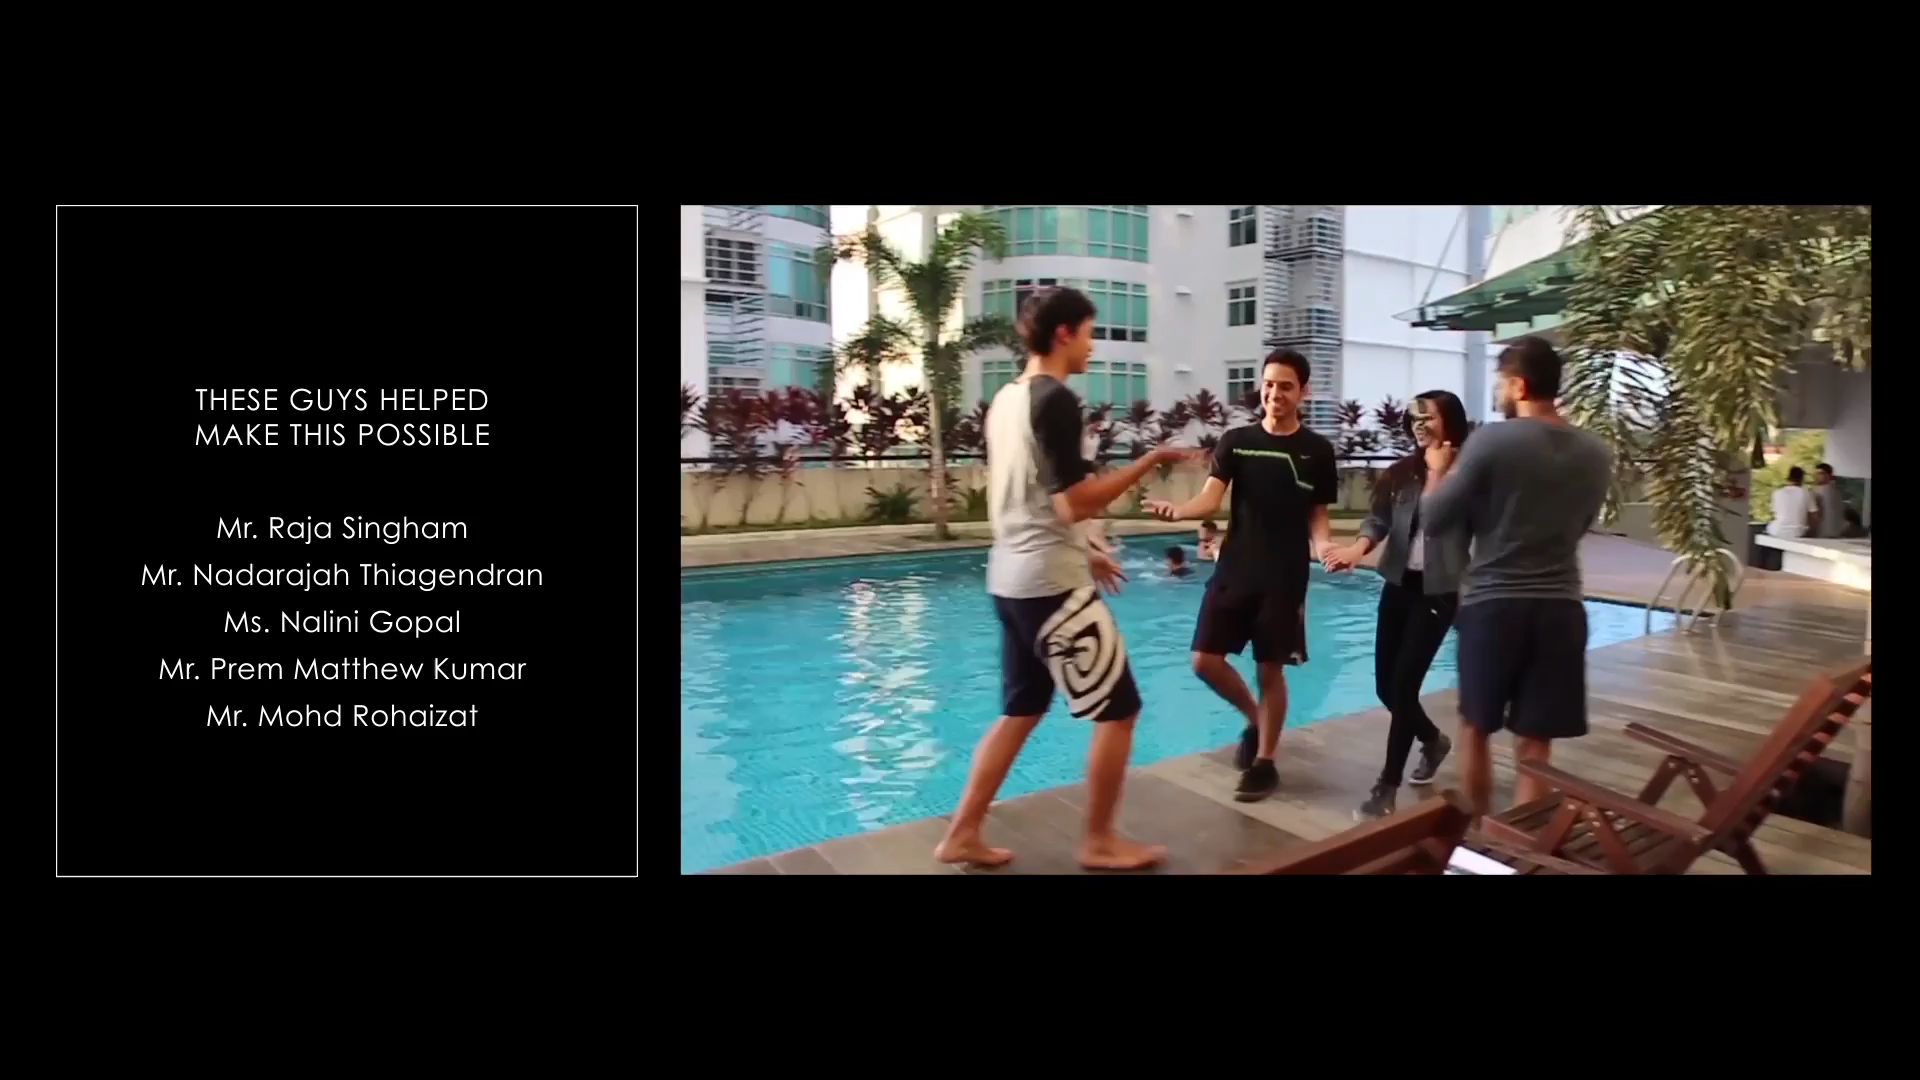 THESE GUYS HELPED
MAKE THIS POSSIBLE
Mr. Raja Singham
Mr. Nadarajah Thiagendran
Ms. Nalini Gopal
Mr. Prem Matthew Kumar
Mr. Mohd Rohaizat